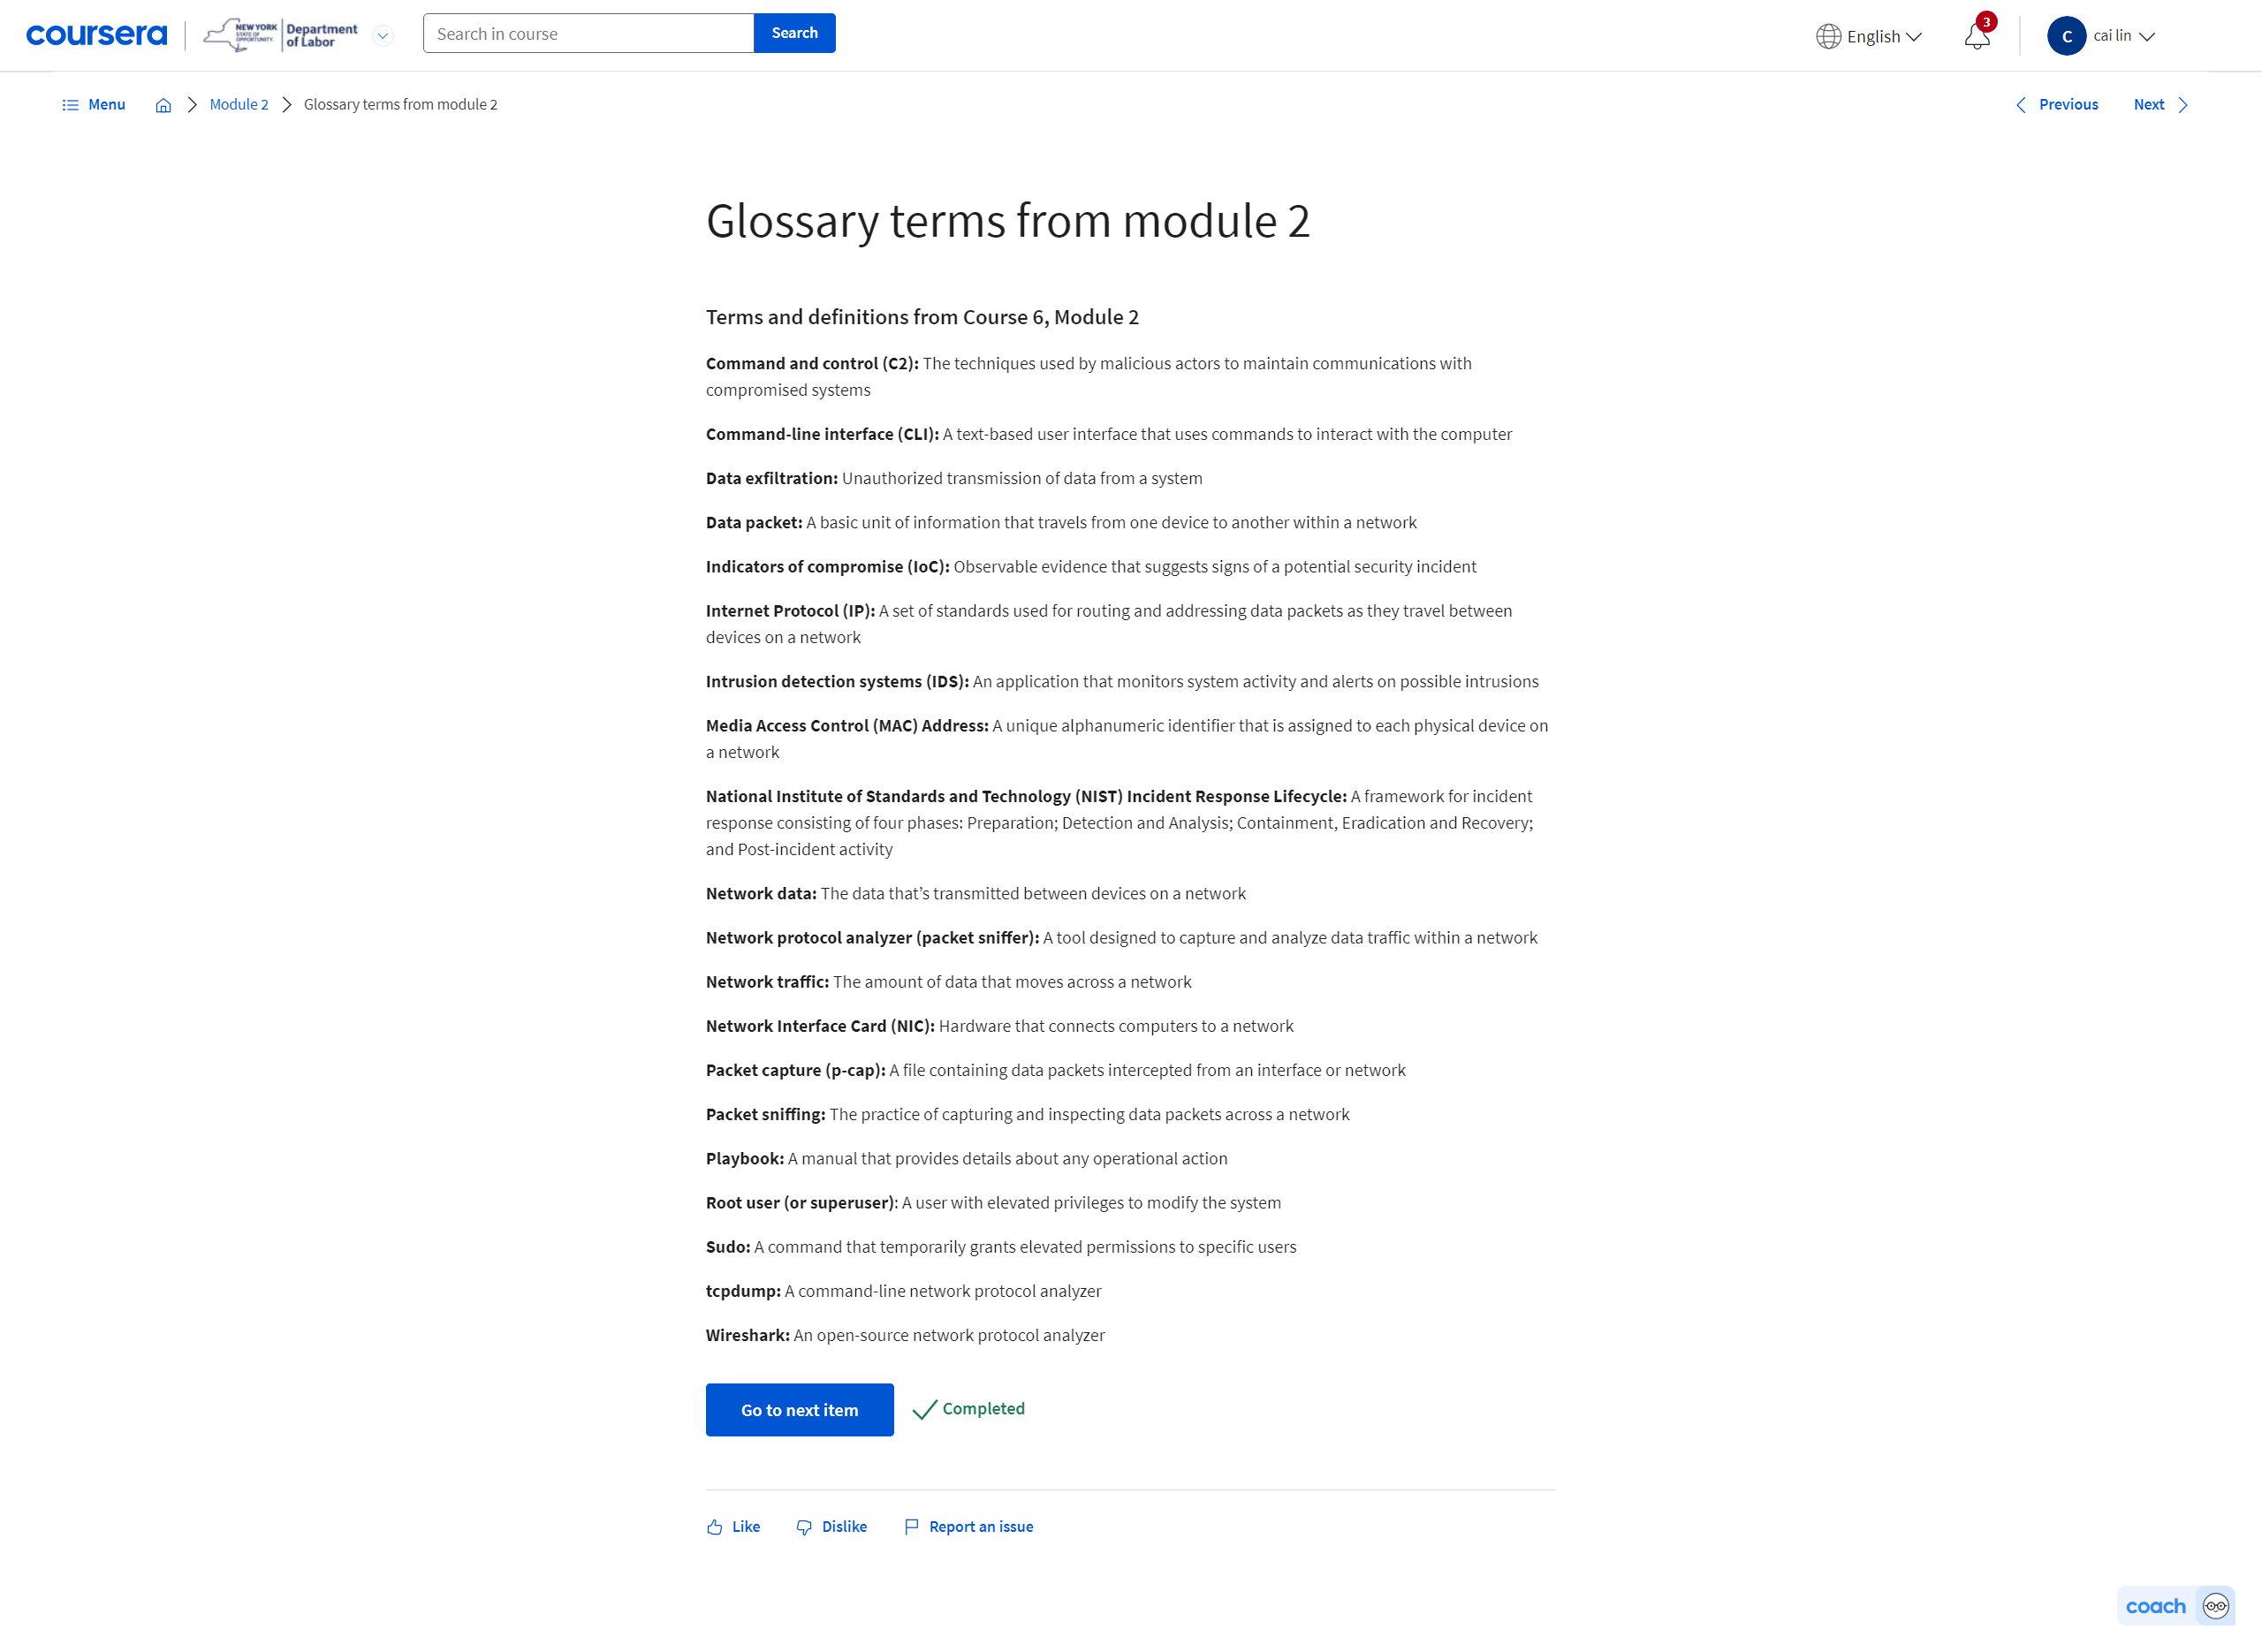 coursera
NEW YORK
STATE OF
OPPORTUNITY.
Department
of Labor
Search in course
Search
English
3
C
cai lin
Menu
Module 2
Glossary terms from module 2
Previous
Next
Glossary terms from module 2
Terms and definitions from Course 6, Module 2
Command and control (C2): The techniques used by malicious actors to maintain communications with
compromised systems
Command-line interface (CLI): A text-based user interface that uses commands to interact with the computer
Data exfiltration: Unauthorized transmission of data from a system
Data packet: A basic unit of information that travels from one device to another within a network
Indicators of compromise (IoC): Observable evidence that suggests signs of a potential security incident
Internet Protocol (IP): A set of standards used for routing and addressing data packets as they travel between
devices on a network
Intrusion detection systems (IDS): An application that monitors system activity and alerts on possible intrusions
Media Access Control (MAC) Address: A unique alphanumeric identifier that is assigned to each physical device on
a network
National Institute of Standards and Technology (NIST) Incident Response Lifecycle: A framework for incident
response consisting of four phases: Preparation; Detection and Analysis; Containment, Eradication and Recovery;
and Post-incident activity
Network data: The data that’s transmitted between devices on a network
Network protocol analyzer (packet sniffer): A tool designed to capture and analyze data traffic within a network
Network traffic: The amount of data that moves across a network
Network Interface Card (NIC): Hardware that connects computers to a network
Packet capture (p-cap): A file containing data packets intercepted from an interface or network
Packet sniffing: The practice of capturing and inspecting data packets across a network
Playbook: A manual that provides details about any operational action
Root user (or superuser): A user with elevated privileges to modify the system
Sudo: A command that temporarily grants elevated permissions to specific users
tcpdump: A command-line network protocol analyzer
Wireshark: An open-source network protocol analyzer
Go to next item
Completed
Like
Dislike
Report an issue
coach